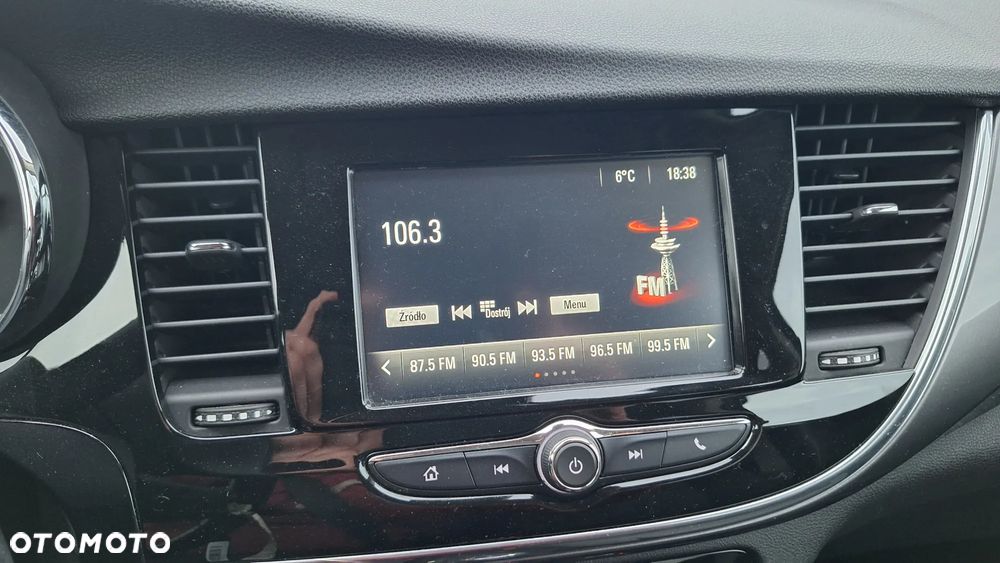 6°C 18:38
106.3
FM
Źródło Dostrój Menu
87.5 FM 90.5 FM 93.5 FM 96.5 FM 99.5 FM
OTOMOTO